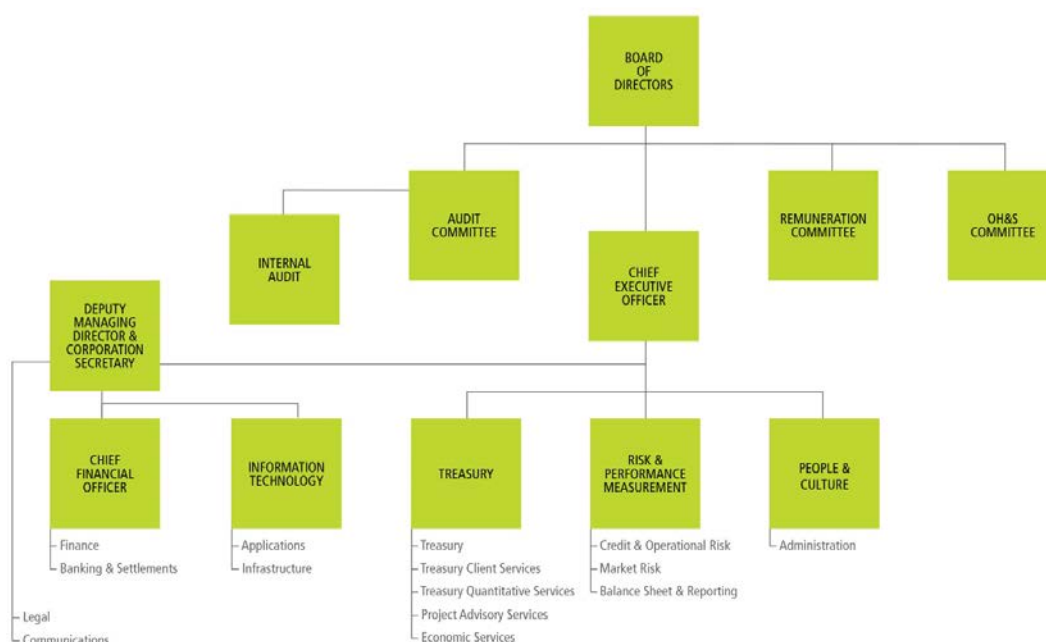 BOARD
OF
DIRECTORS
AUDIT
COMMITTEE
REMUNERATION
COMMITTEE
OH&S
COMMITTEE
INTERNAL
AUDIT
CHIEF
EXECUTIVE
OFFICER
DEPUTY
MANAGING
DIRECTOR &
CORPORATION
SECRETARY
CHIEF
FINANCIAL
OFFICER
INFORMATION
TECHNOLOGY
TREASURY
RISK &
PERFORMANCE
MEASUREMENT
PEOPLE &
CULTURE
Finance
Banking & Settlements
Applications
Infrastructure
Treasury
Treasury Client Services
Treasury Quantitative Services
Project Advisory Services
Economic Services
Credit & Operational Risk
Market Risk
Balance Sheet & Reporting
Administration
Legal
Communications